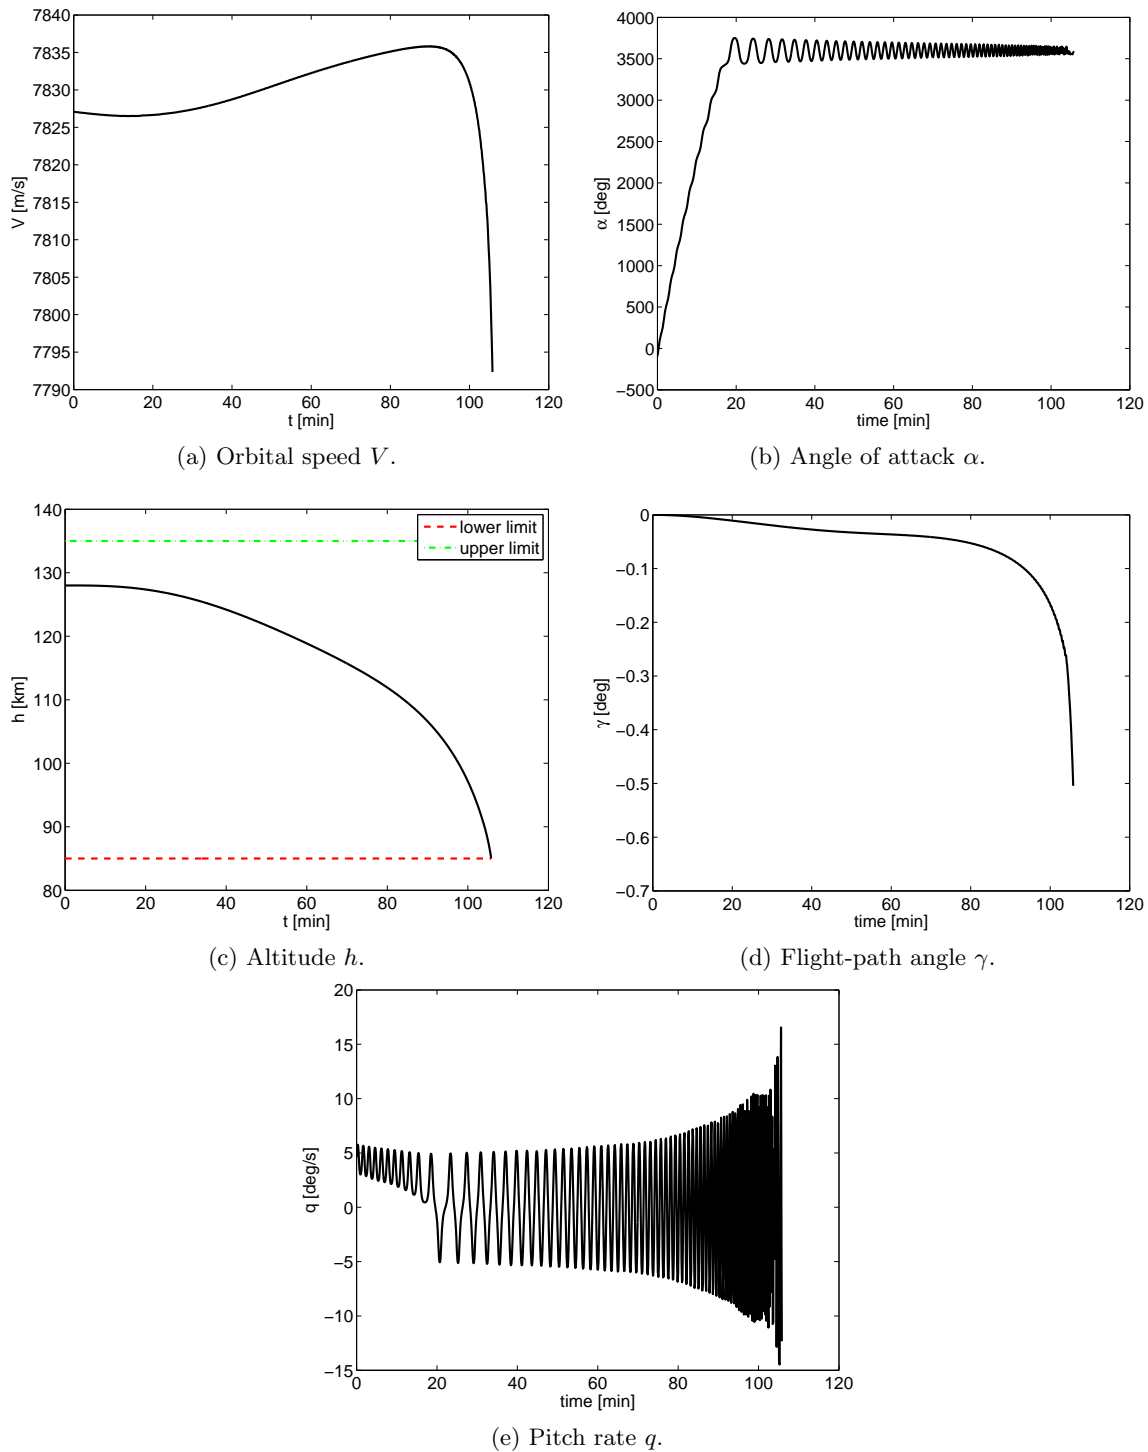 7840
7835
7830
7825
7820
7815
7810
7805
7800
7795
7790
V [m/s]
0 20 40 60 80 100 120
t [min]
(a) Orbital speed V.
4000
3500
3000
2500
2000
1500
1000
500
0
−500
α [deg]
0 20 40 60 80 100 120
time [min]
(b) Angle of attack α.
140
130
120
110
100
90
80
h [km]
lower limit
upper limit
0 20 40 60 80 100 120
t [min]
(c) Altitude h.
0
−0.1
−0.2
−0.3
−0.4
−0.5
−0.6
−0.7
γ [deg]
0 20 40 60 80 100 120
time [min]
(d) Flight-path angle γ.
20
15
10
5
0
−5
−10
−15
q [deg/s]
0 20 40 60 80 100 120
time [min]
(e) Pitch rate q.